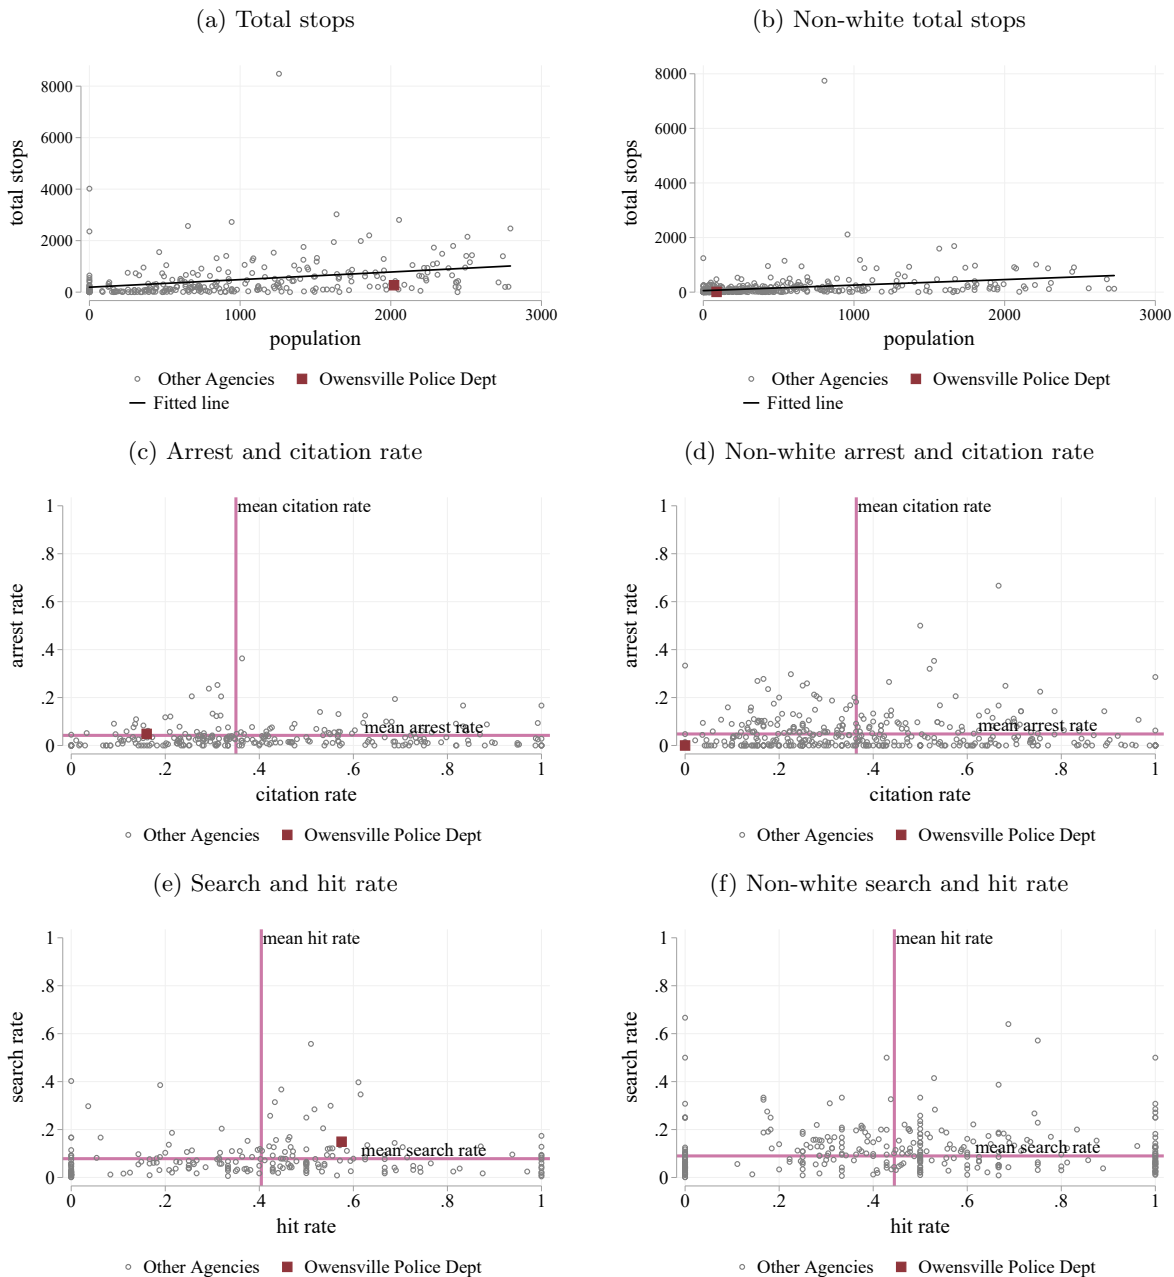 (a) Total stops
(b) Non-white total stops
total stops
8000
6000
4000
2000
0
0 1000 2000 3000
population
Other Agencies Owensville Police Dept
Fitted line
total stops
8000
6000
4000
2000
0
0 1000 2000 3000
population
Other Agencies Owensville Police Dept
Fitted line
(c) Arrest and citation rate
(d) Non-white arrest and citation rate
arrest rate
1
.8
.6
.4
.2
0
mean citation rate
mean arrest rate
0 .2 .4 .6 .8 1
citation rate
Other Agencies Owensville Police Dept
arrest rate
1
.8
.6
.4
.2
0
mean citation rate
mean arrest rate
0 .2 .4 .6 .8 1
citation rate
Other Agencies Owensville Police Dept
(e) Search and hit rate
(f) Non-white search and hit rate
search rate
1
.8
.6
.4
.2
0
mean hit rate
mean search rate
0 .2 .4 .6 .8 1
hit rate
Other Agencies Owensville Police Dept
search rate
1
.8
.6
.4
.2
0
mean hit rate
mean search rate
0 .2 .4 .6 .8 1
hit rate
Other Agencies Owensville Police Dept